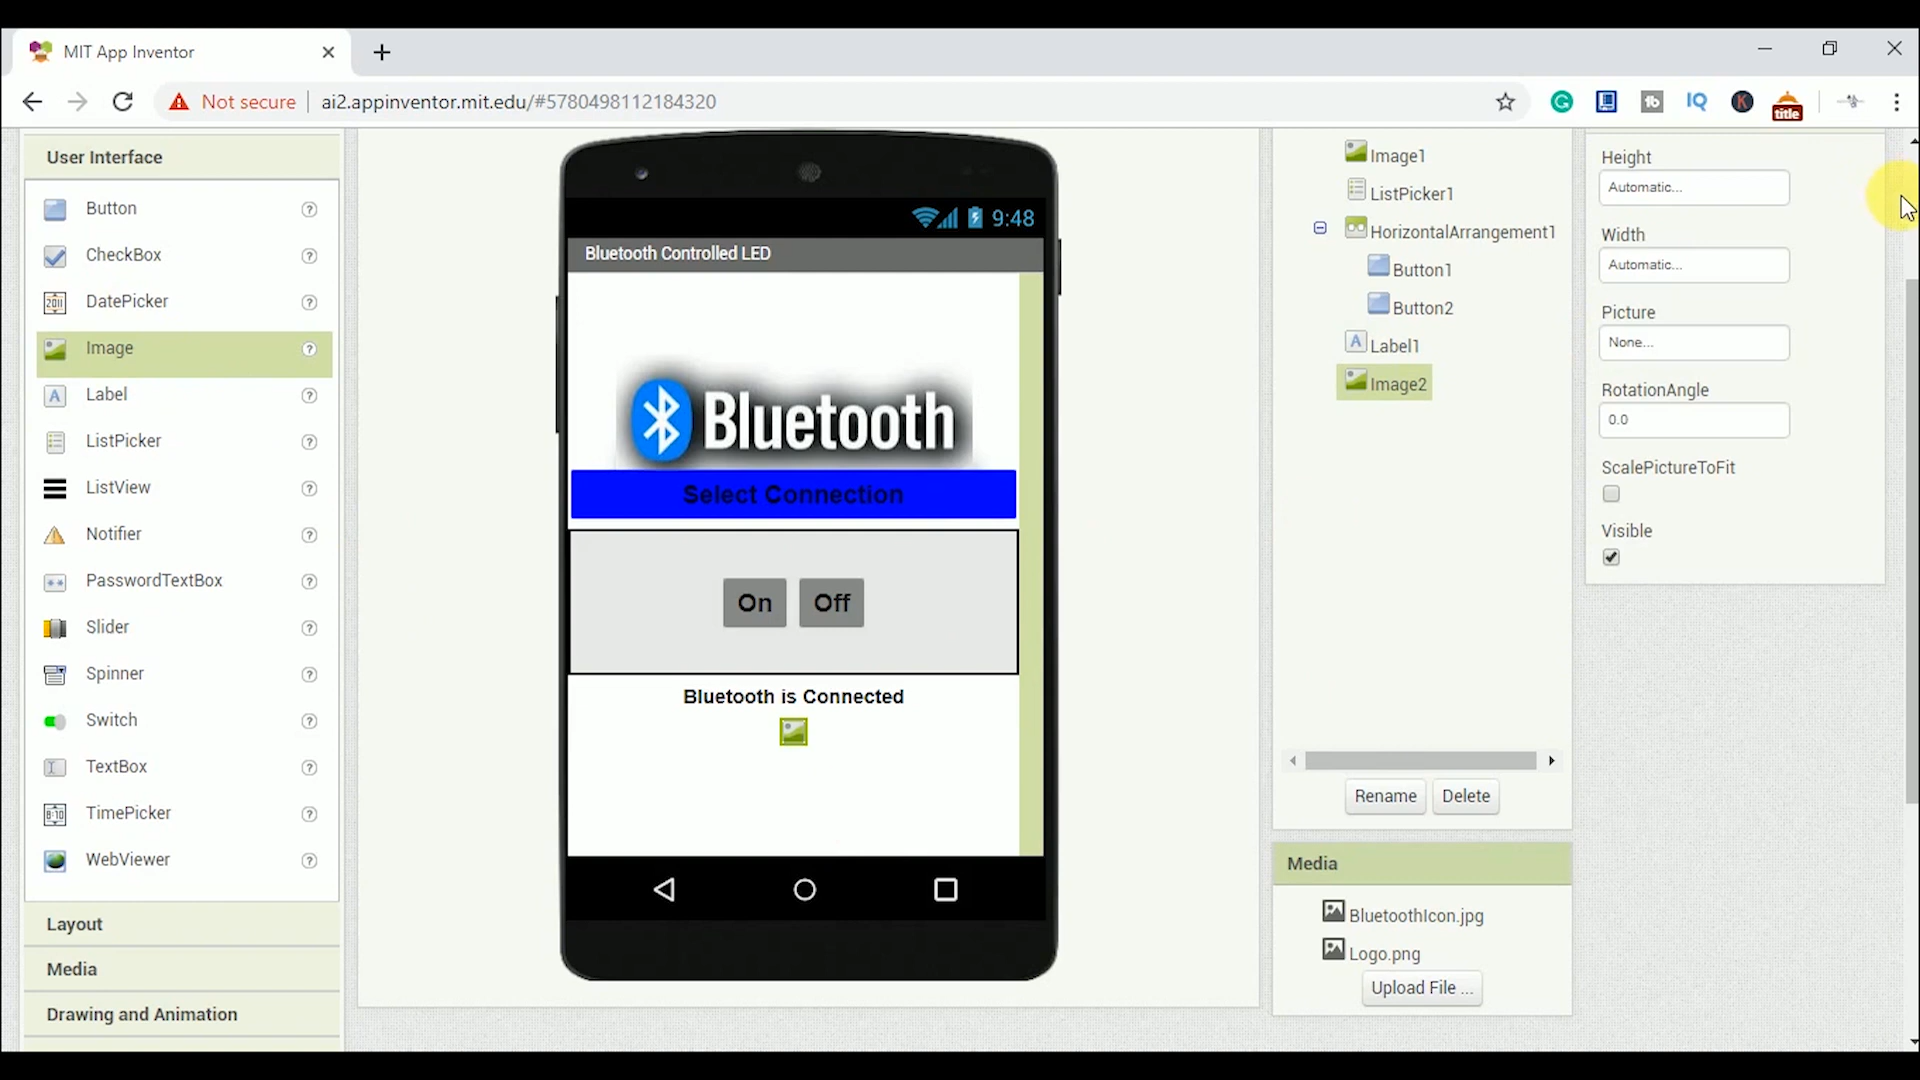 MIT App Inventor
Not secure
ai2.appinventor.mit.edu/#5780498112184320
title
User Interface
Button
CheckBox
DatePicker
Image
Label
ListPicker
ListView
Notifier
PasswordTextBox
Slider
Spinner
Switch
TextBox
TimePicker
WebViewer
Layout
Media
Drawing and Animation
9:48
Bluetooth Controlled LED
Bluetooth
Select Connection
On
Off
Bluetooth is Connected
Image1
ListPicker1
HorizontalArrangement1
Button1
Button2
Label1
Image2
Rename
Delete
Media
BluetoothIcon.jpg
Logo.png
Upload File ...
Height
Automatic...
Width
Automatic...
Picture
None...
RotationAngle
0.0
ScalePictureToFit
Visible